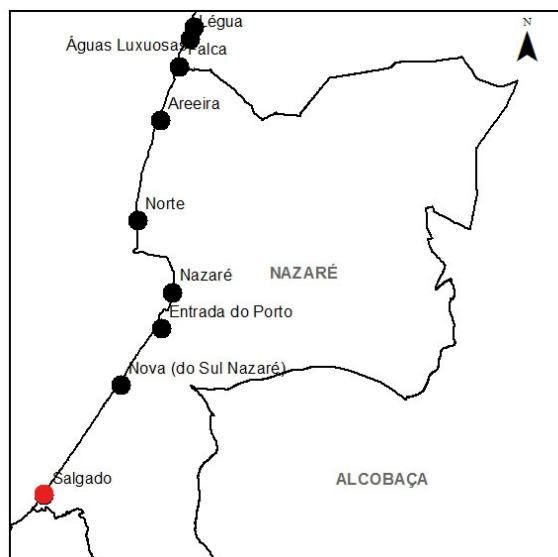 Légua
N
Águas Luxuosas
Falca
Areeira
Norte
Nazaré
NAZARÉ
Entrada do Porto
Nova (do Sul Nazaré)
Salgado
ALCOBAÇA